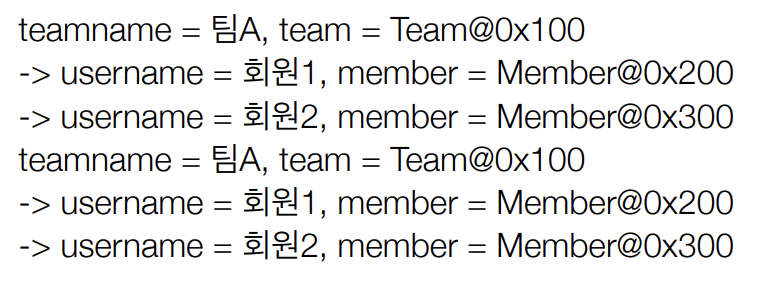 teamname = 팀A, team = Team@0x100
-> username = 회원1, member = Member@0x200
-> username = 회원2, member = Member@0x300
teamname = 팀A, team = Team@0x100
-> username = 회원1, member = Member@0x200
-> username = 회원2, member = Member@0x300